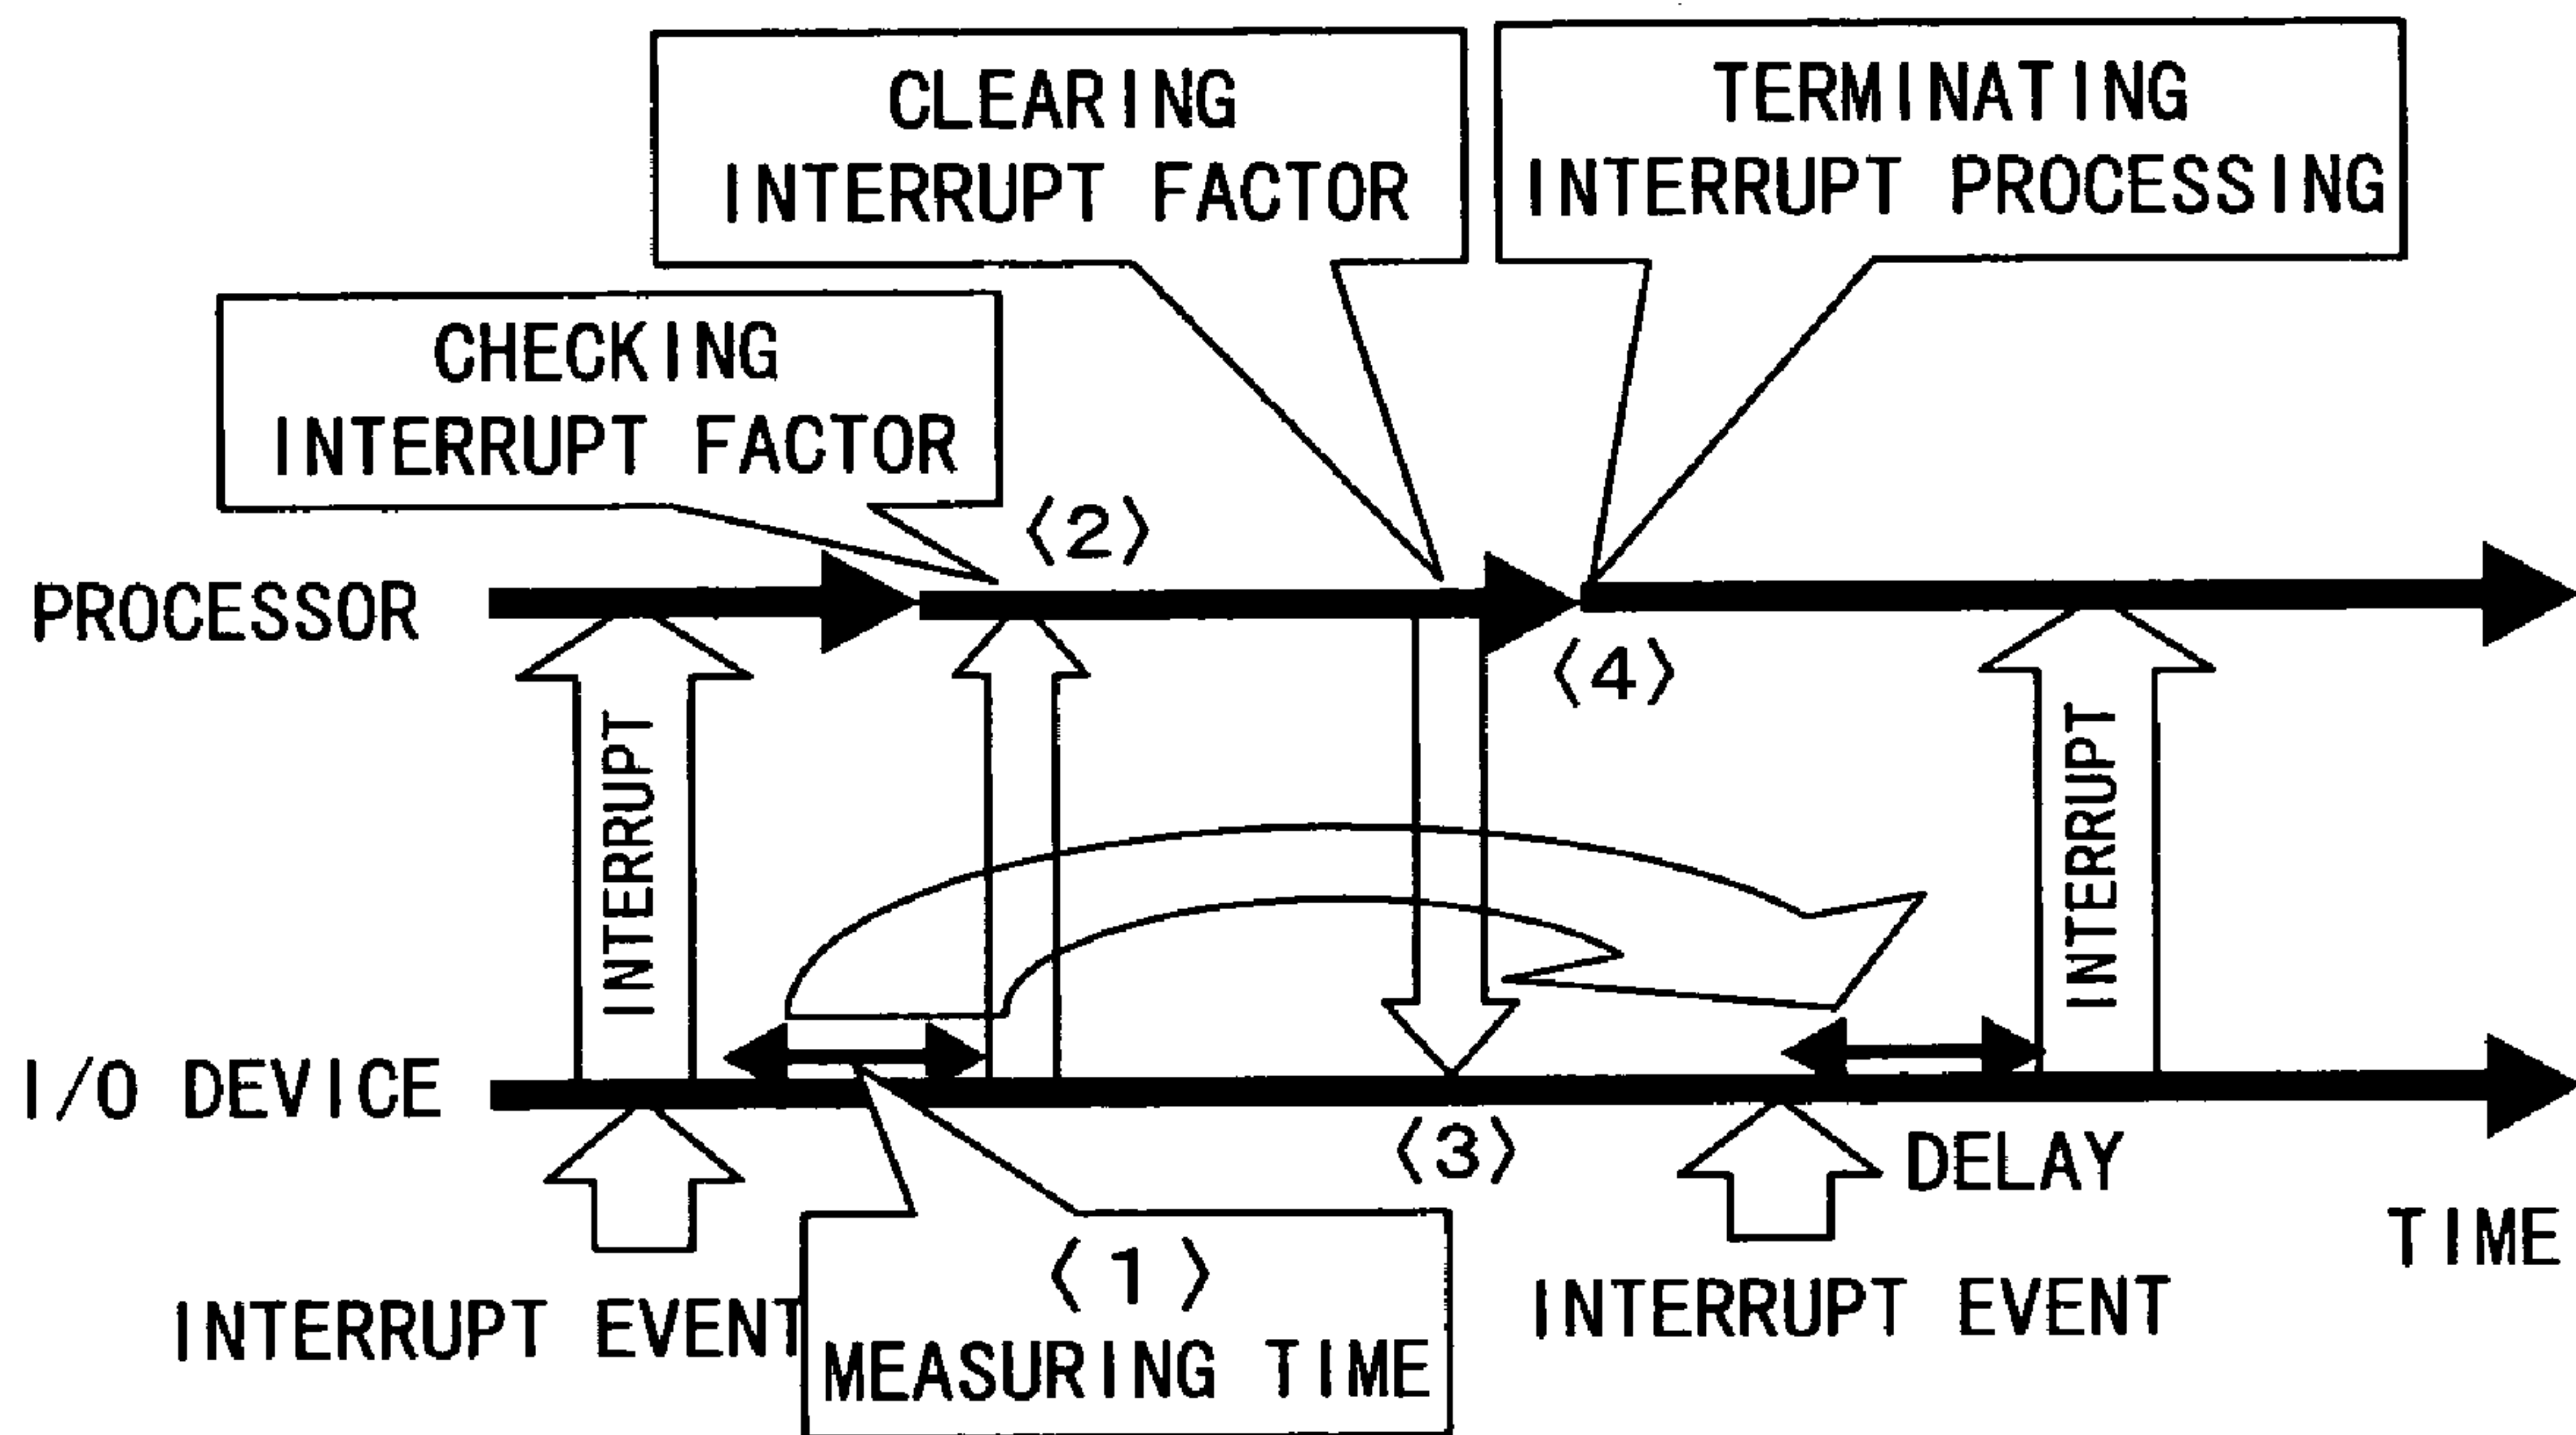 CLEARING
INTERRUPT FACTOR
TERMINATING
INTERRUPT PROCESSING
CHECKING
INTERRUPT FACTOR
〈2〉
PROCESSOR
〈4〉
INTERRUPT
INTERRUPT
I/O DEVICE
〈3〉
DELAY
TIME
INTERRUPT EVENT
〈1〉
MEASURING TIME
INTERRUPT EVENT